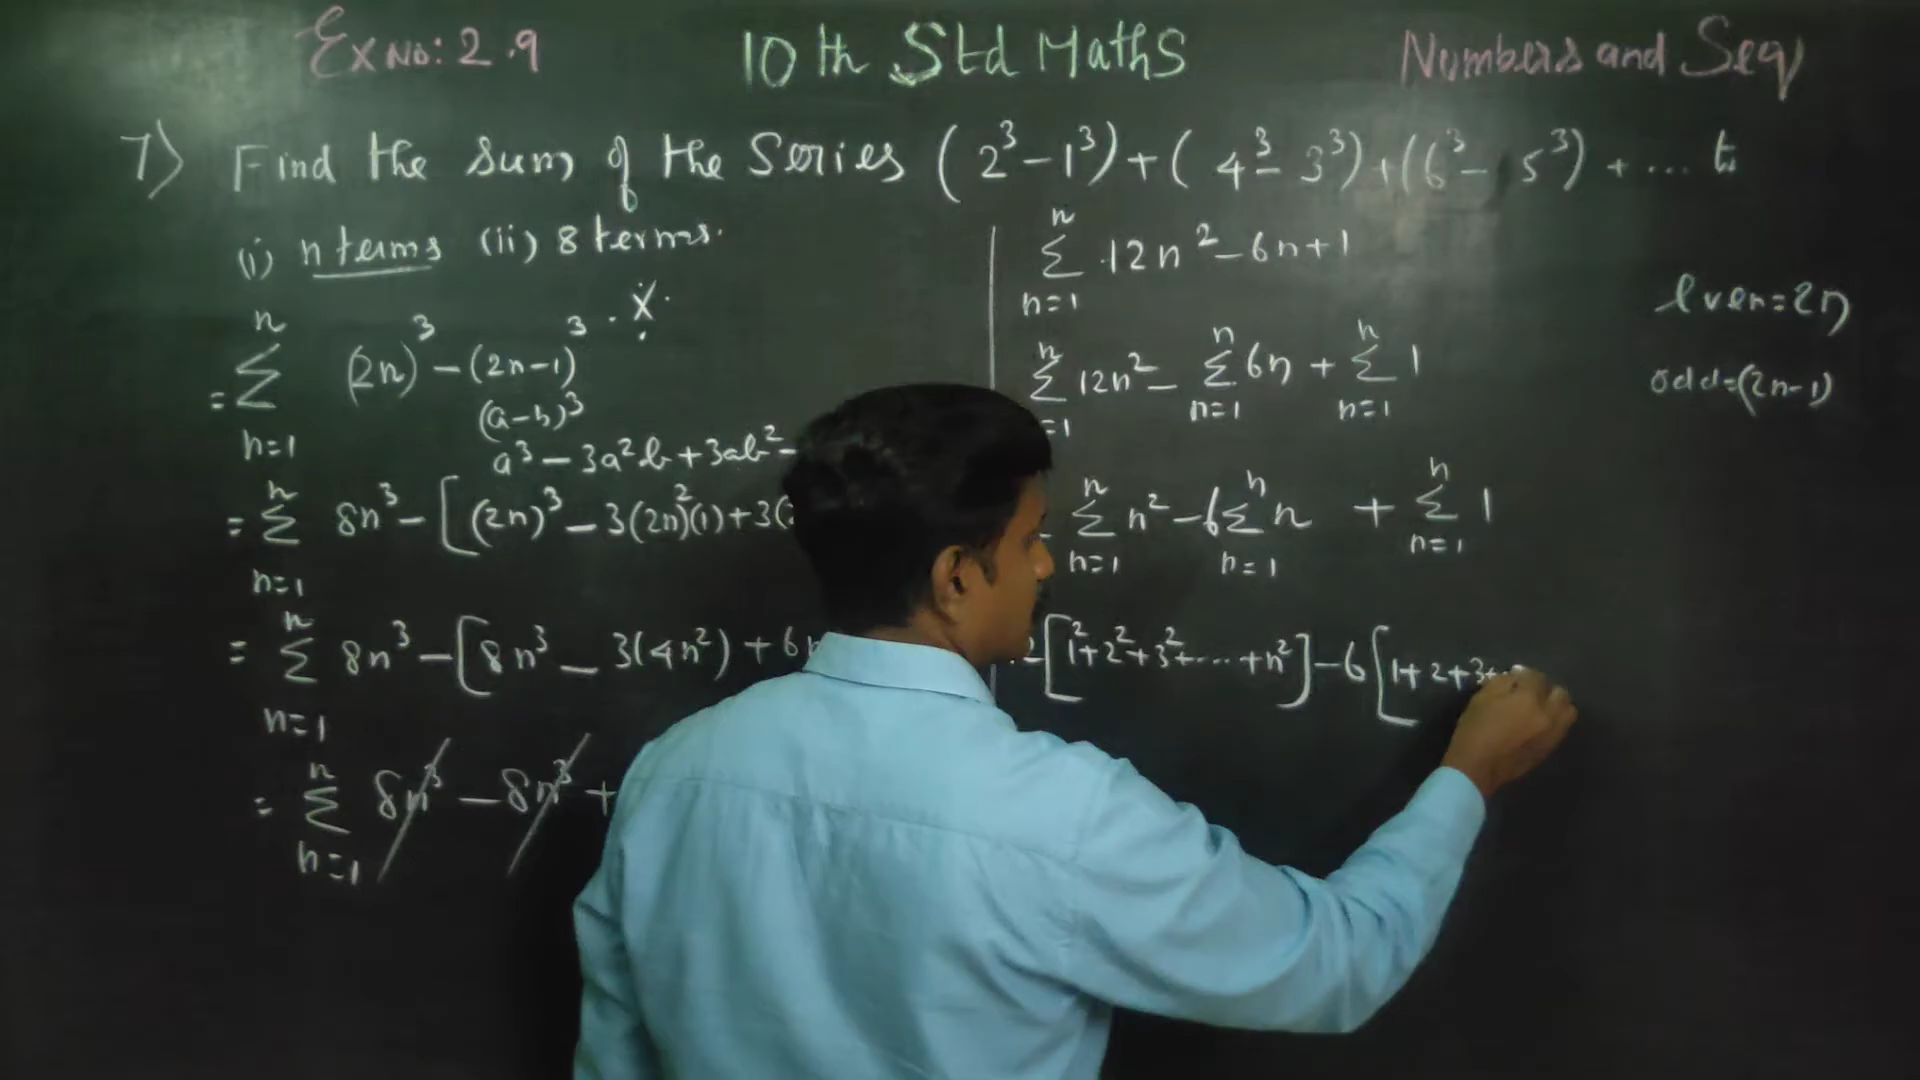 Ex No: 2.9
10 th Std Maths
Numbers and Seq
7) Find the sum of the Series (2³-1³)+(4³-3³)+(6³-5³)+... to
(i) n terms (ii) 8 terms.
= n Σ n=1 (2n)³-(2n-1)³ . X
(a-b)³
a³-3a²b+3ab²-
= n Σ n=1 8n³-[(2n)³-3(2n)²(1)+3(2
= n Σ n=1 8n³-[8n³-3(4n²)+6n
= n Σ n=1 8n³-8n³+
n Σ n=1 12n²-6n+1
n Σ =1 12n²- n Σ n=1 6n + n Σ n=1 1
n Σ n=1 n²-6 n Σ n=1 n + n Σ n=1 1
[1²+2²+3²+...+n²]-6[1+2+3+
even=2n
odd=(2n-1)